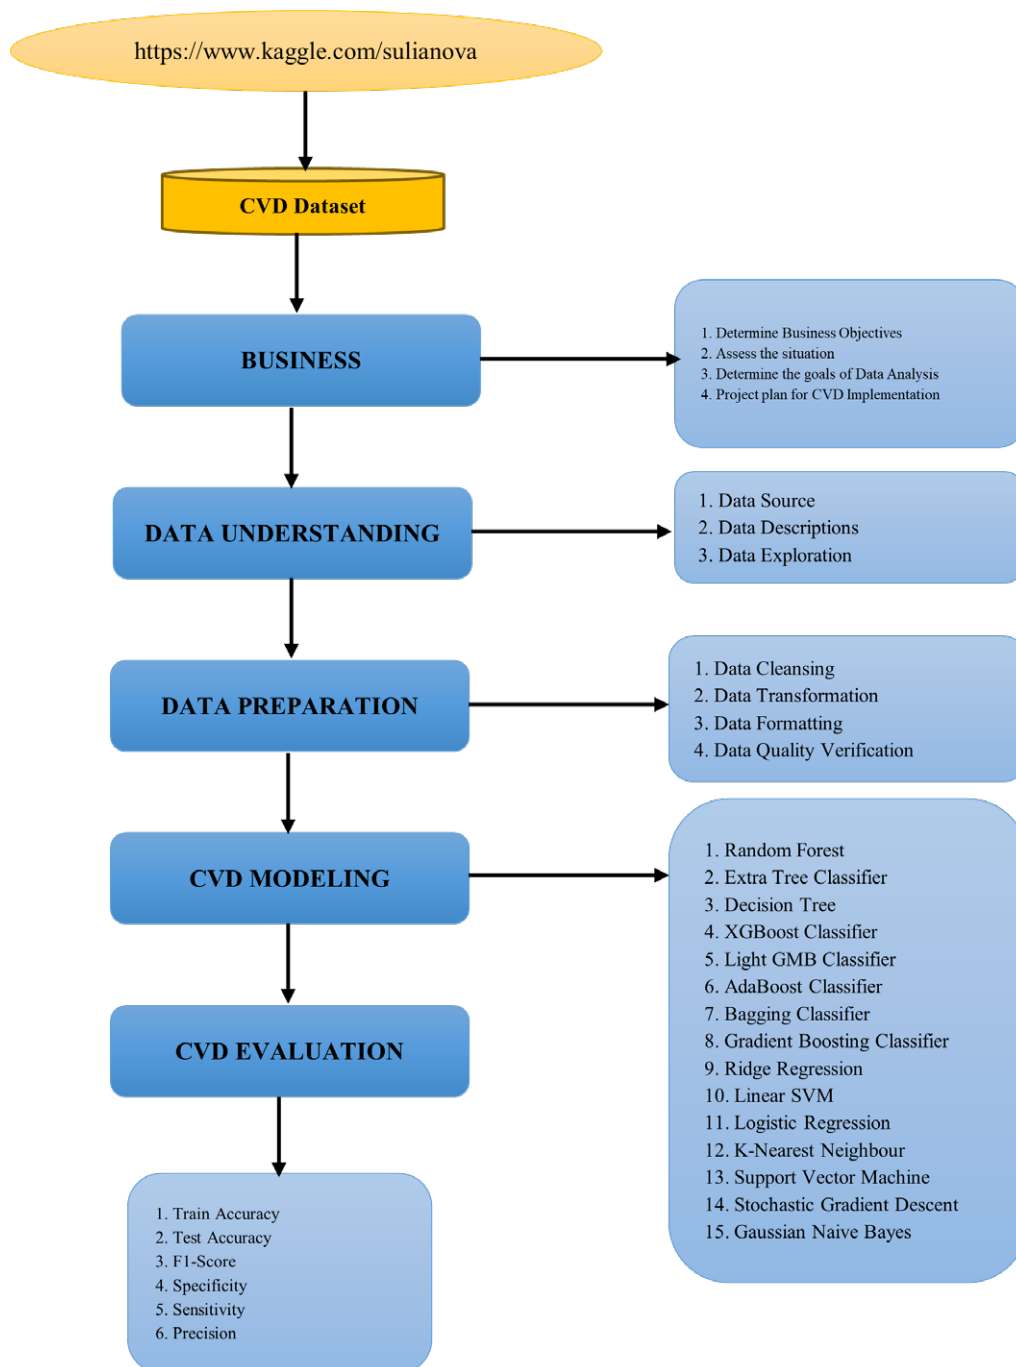 https://www.kaggle.com/sulianova
CVD Dataset
BUSINESS
1. Determine Business Objectives
2. Assess the situation
3. Determine the goals of Data Analysis
4. Project plan for CVD Implementation
DATA UNDERSTANDING
1. Data Source
2. Data Descriptions
3. Data Exploration
DATA PREPARATION
1. Data Cleansing
2. Data Transformation
3. Data Formatting
4. Data Quality Verification
CVD MODELING
1. Random Forest
2. Extra Tree Classifier
3. Decision Tree
4. XGBoost Classifier
5. Light GMB Classifier
6. AdaBoost Classifier
7. Bagging Classifier
8. Gradient Boosting Classifier
9. Ridge Regression
10. Linear SVM
11. Logistic Regression
12. K-Nearest Neighbour
13. Support Vector Machine
14. Stochastic Gradient Descent
15. Gaussian Naive Bayes
CVD EVALUATION
1. Train Accuracy
2. Test Accuracy
3. F1-Score
4. Specificity
5. Sensitivity
6. Precision